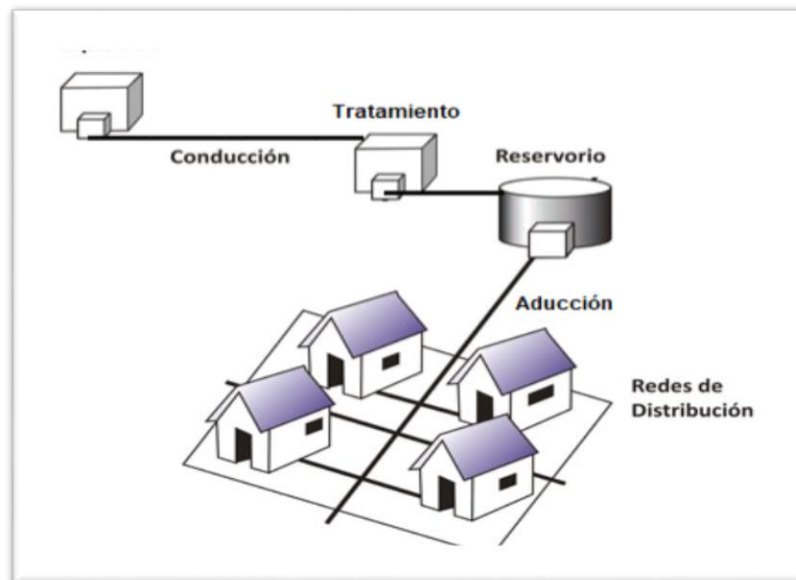 Tratamiento
Conducción
Reservorio
Aducción
Redes de
Distribución